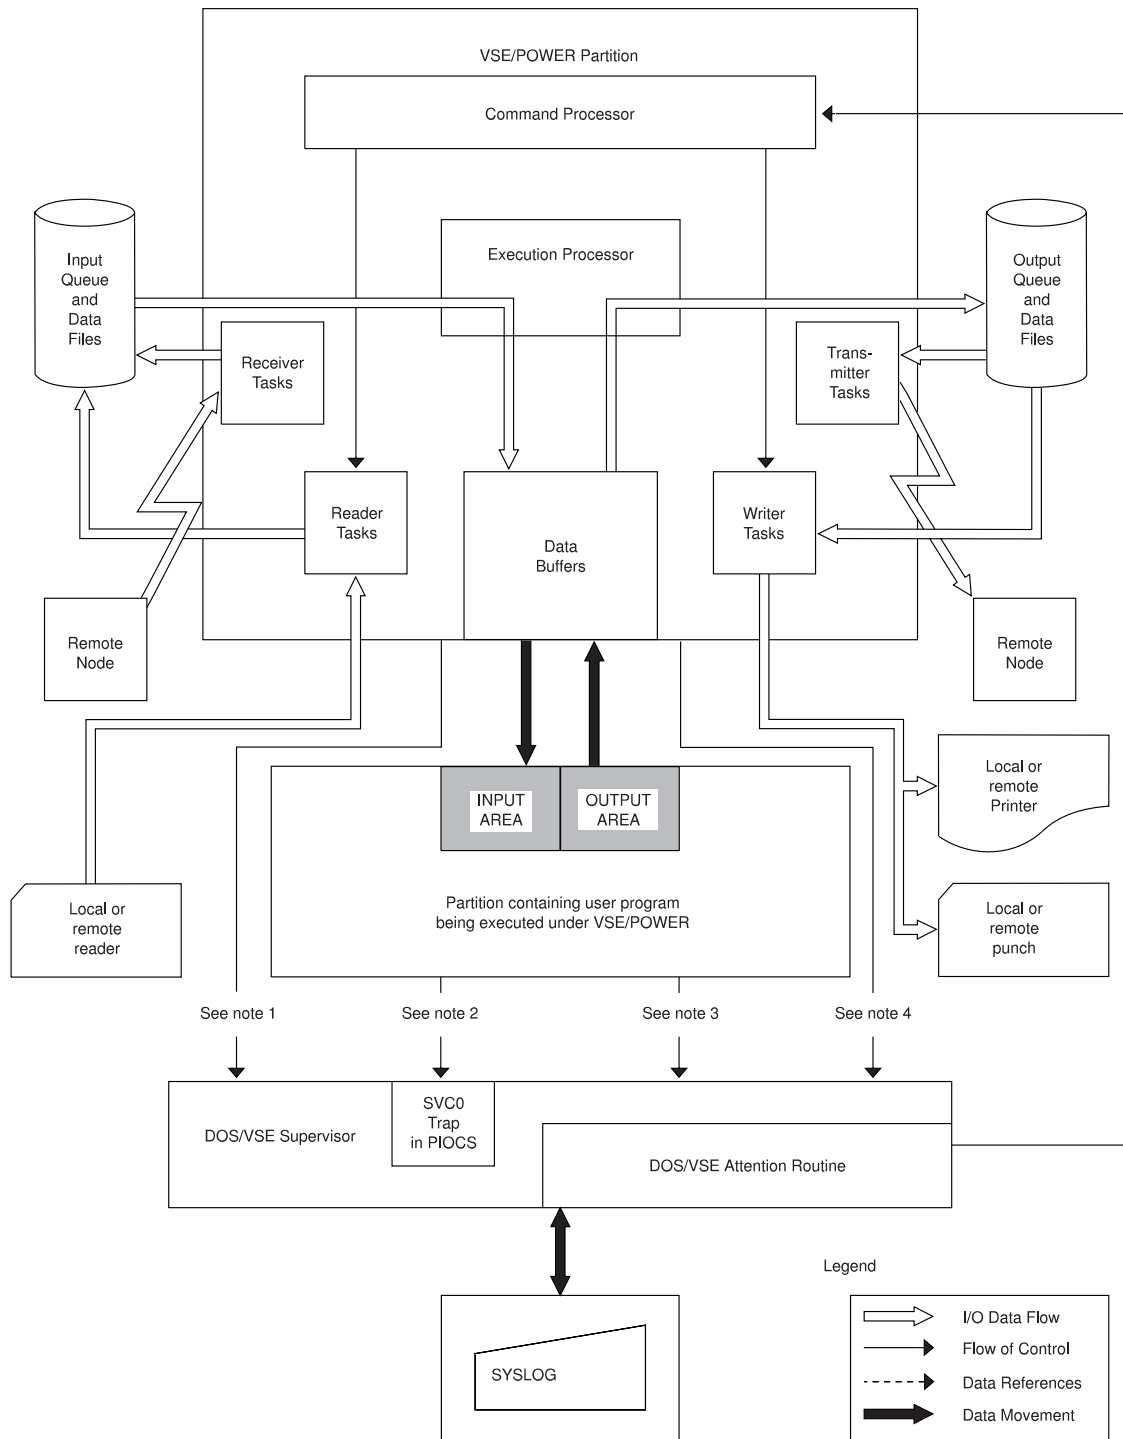 VSE/POWER Partition
Command Processor
Execution Processor
Input
Queue
and
Data
Files
Output
Queue
and
Data
Files
Receiver
Tasks
Trans-
mitter
Tasks
Reader
Tasks
Data
Buffers
Writer
Tasks
Remote
Node
Remote
Node
INPUT
AREA
OUTPUT
AREA
Local or
remote
Printer
Partition containing user program
being executed under VSE/POWER
Local or
remote
reader
Local or
remote
punch
See note 1
See note 2
See note 3
See note 4
SVC0
Trap
in PIOCS
DOS/VSE Supervisor
DOS/VSE Attention Routine
Legend
I/O Data Flow
Flow of Control
Data References
Data Movement
SYSLOG